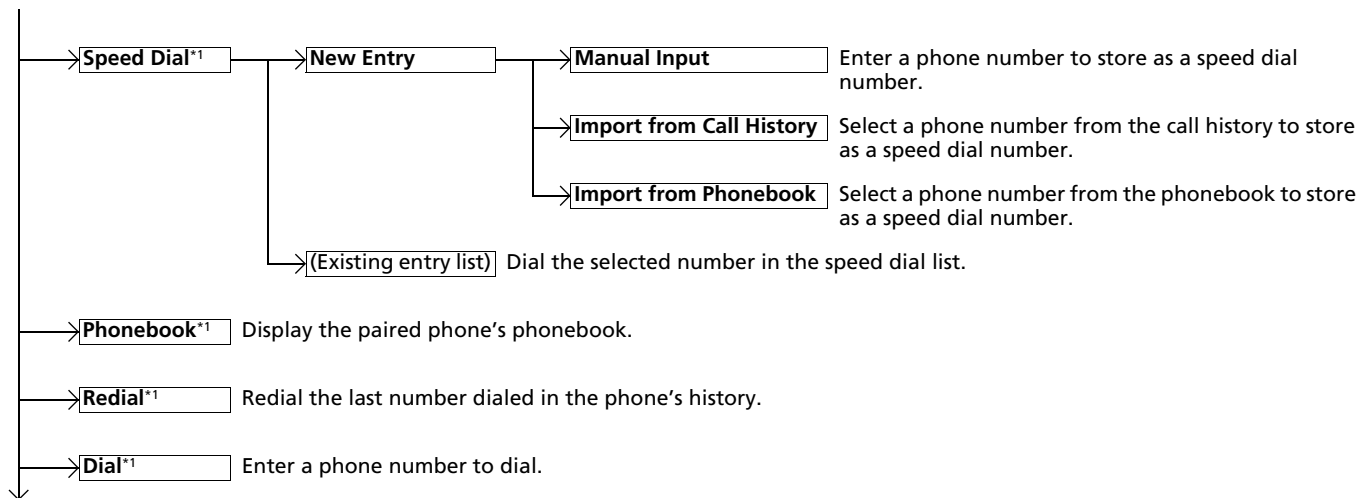 Speed Dial*1 New Entry Manual Input Enter a phone number to store as a speed dial
number.
Import from Call History Select a phone number from the call history to store
as a speed dial number.
Import from Phonebook Select a phone number from the phonebook to store
as a speed dial number.
(Existing entry list) Dial the selected number in the speed dial list.
Phonebook*1 Display the paired phone’s phonebook.
Redial*1 Redial the last number dialed in the phone’s history.
Dial*1 Enter a phone number to dial.